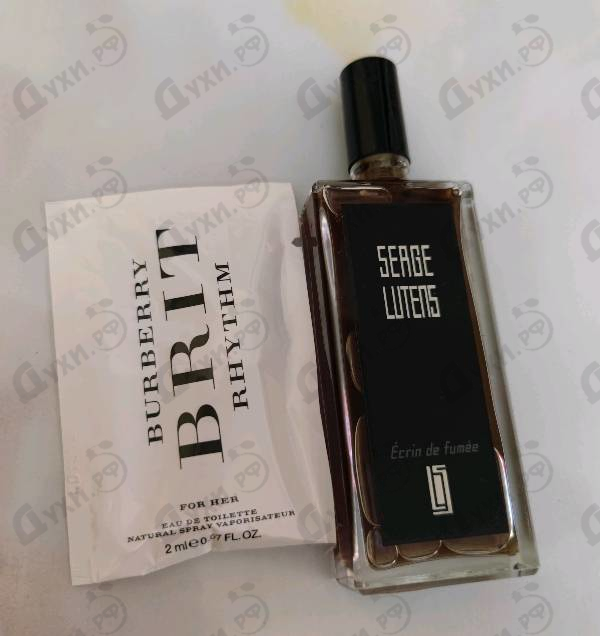 BURBERRY
BRIT
RHYTHM
FOR HER
EAU DE TOILETTE
NATURAL SPRAY VAPORISATEUR
2 ml e 0.07 FL.OZ.
SERGE
LUTENS
Écrin de fumée
Духи.РФ